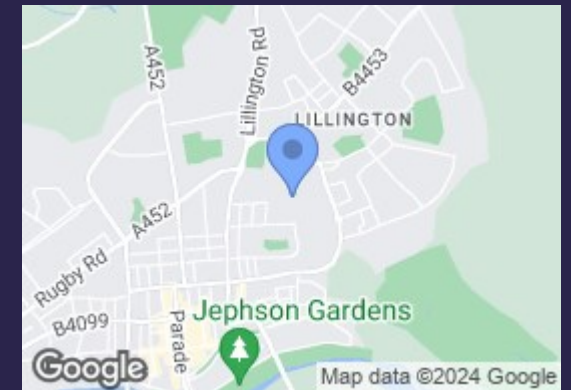 A452
Lillington Rd
B4453
LILLINGTON
A452
Rugby Rd
B4099
Parade
Jephson Gardens
Google
Map data ©2024 Google